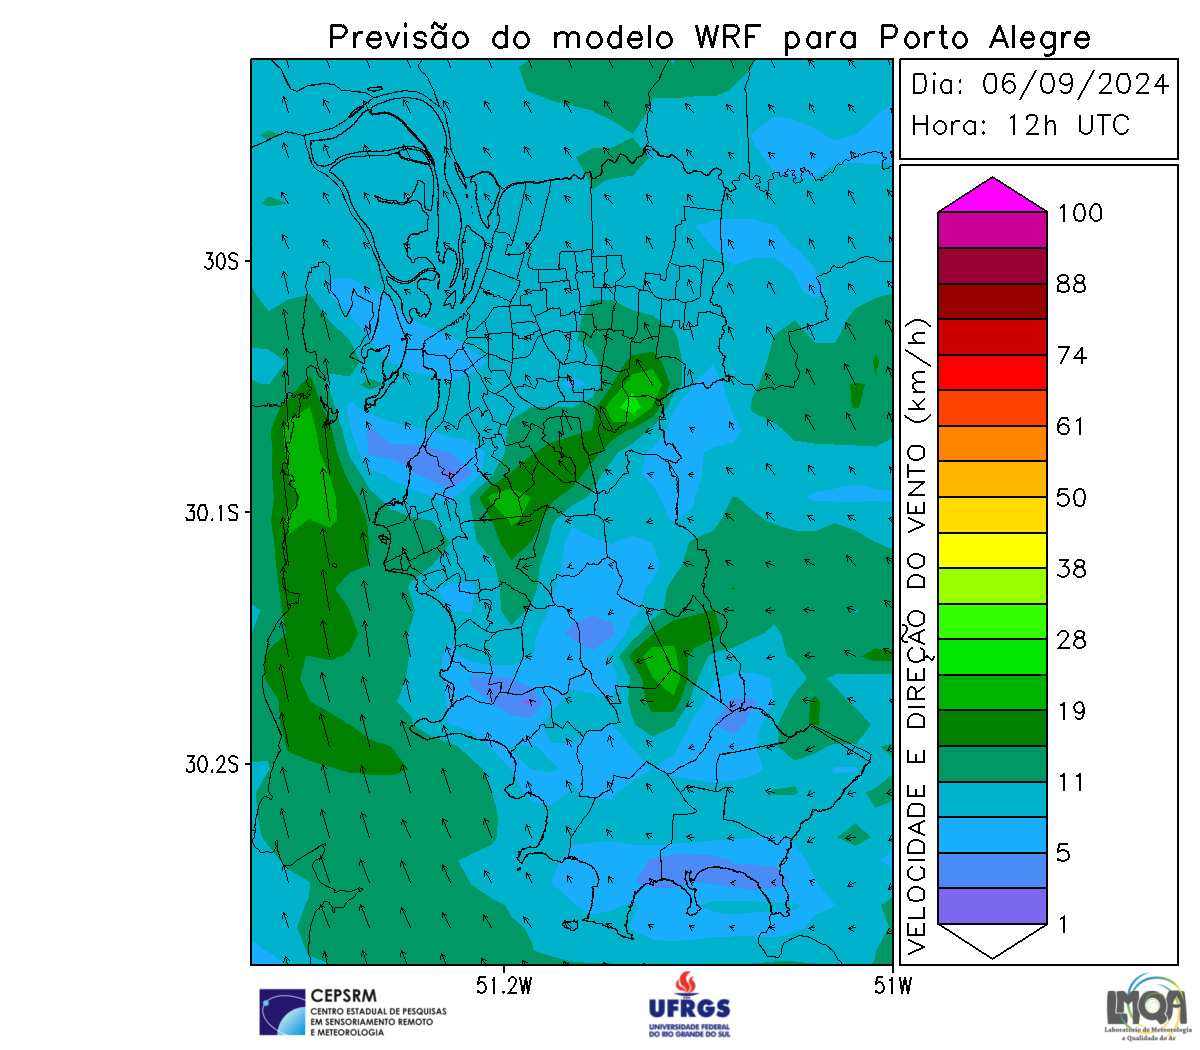 Previsão do modelo WRF para Porto Alegre
Dia: 06/09/2024
Hora: 12h UTC
VELOCIDADE E DIREÇÃO DO VENTO (km/h)
100
88
74
61
50
38
28
19
11
5
1
30S
30.1S
30.2S
51.2W
51W
CEPSRM
CENTRO ESTADUAL DE PESQUISAS
EM SENSORIAMENTO REMOTO
E METEOROLOGIA
UFRGS
UNIVERSIDADE FEDERAL
DO RIO GRANDE DO SUL
LMQA
Laboratório de Meteorologia
e Qualidade do Ar